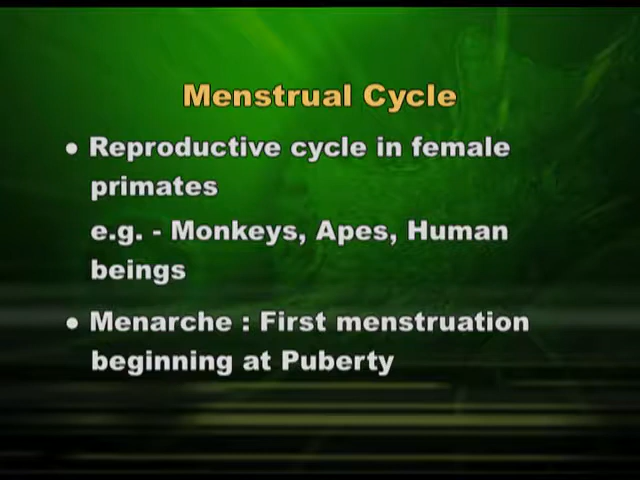 Menstrual Cycle
● Reproductive cycle in female
primates
e.g. - Monkeys, Apes, Human
beings
● Menarche : First menstruation
beginning at Puberty